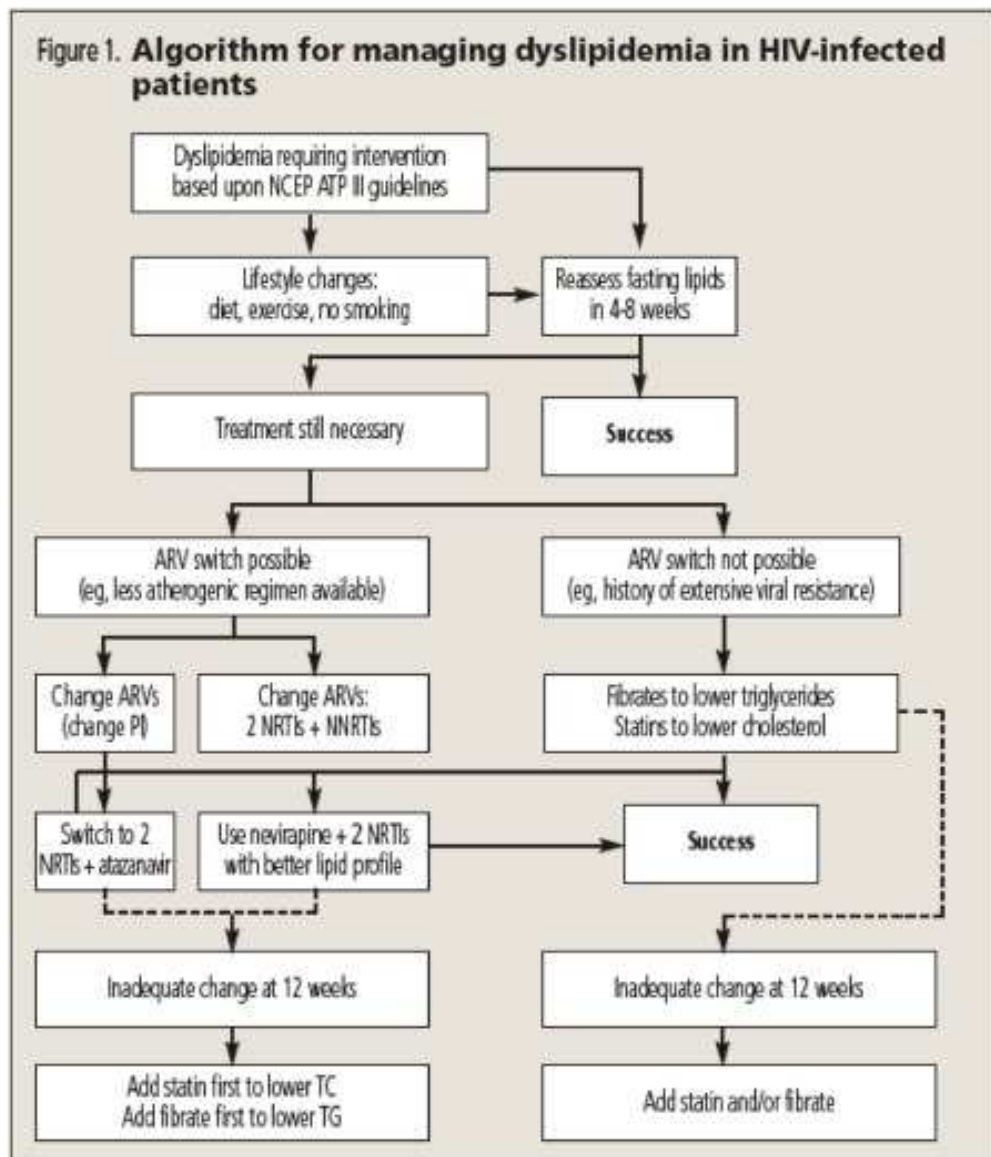 Figure 1. Algorithm for managing dyslipidemia in HIV-infected
patients
Dyslipidemia requiring intervention
based upon NCEP ATP III guidelines
Lifestyle changes:
diet, exercise, no smoking
Reassess fasting lipids
in 4-8 weeks
Treatment still necessary
Success
ARV switch possible
(eg, less atherogenic regimen available)
ARV switch not possible
(eg, history of extensive viral resistance)
Change ARVs
(change PI)
Change ARVs:
2 NRTIs + NNRTIs
Fibrates to lower triglycerides
Statins to lower cholesterol
Switch to 2
NRTIs + atazanavir
Use nevirapine + 2 NRTIs
with better lipid profile
Success
Inadequate change at 12 weeks
Inadequate change at 12 weeks
Add statin first to lower TC
Add fibrate first to lower TG
Add statin and/or fibrate